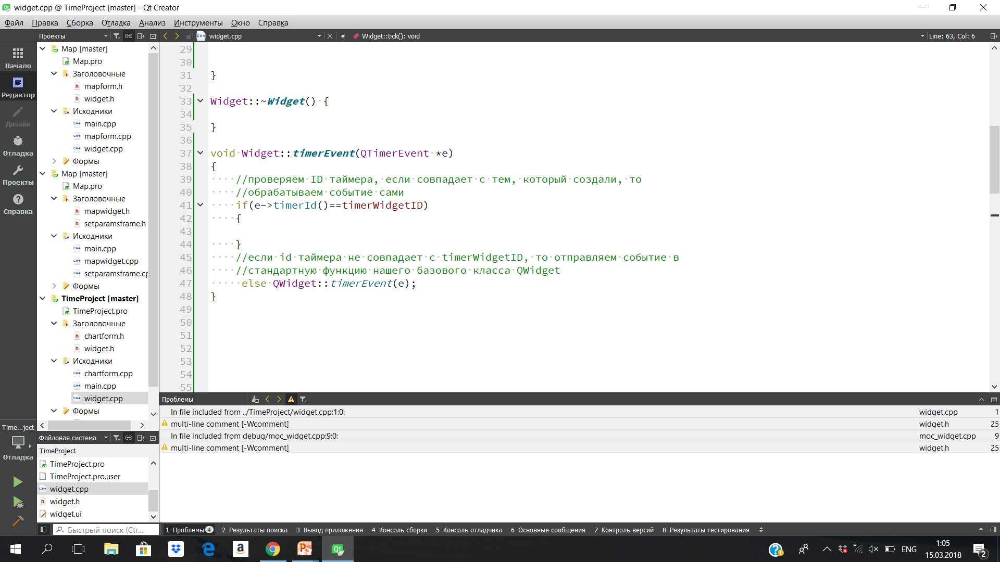 widget.cpp @ TimeProject [master] - Qt Creator
Файл Правка Сборка Отладка Анализ Инструменты Окно Справка
Проекты
widget.cpp
# Widget::tick(): void
Line: 63, Col: 6
Начало
Редактор
Дизайн
Отладка
Проекты
Справка
Map [master]
Map.pro
Заголовочные
mapform.h
widget.h
Исходники
main.cpp
mapform.cpp
widget.cpp
Формы
Map [master]
Map.pro
Заголовочные
mapwidget.h
setparamsframe.h
Исходники
main.cpp
mapwidget.cpp
setparamsframe.cp
Формы
TimeProject [master]
TimeProject.pro
Заголовочные
chartform.h
widget.h
Исходники
chartform.cpp
main.cpp
widget.cpp
Формы
29
30
31 }
32
33 Widget::~Widget() {
34
35 }
36
37 void Widget::timerEvent(QTimerEvent *e)
38 {
39 //проверяем ID таймера, если совпадает с тем, который создали, то
40 //обрабатываем событие сами
41 if(e->timerId()==timerWidgetID)
42 {
43
44 }
45 //если id таймера не совпадает с timerWidgetID, то отправляем событие в
46 //стандартную функцию нашего базового класса QWidget
47 else QWidget::timerEvent(e);
48 }
49
50
51
52
53
54
55
Time...ject
Отладка
Файловая система
TimeProject
TimeProject.pro
TimeProject.pro.user
widget.cpp
widget.h
widget.ui
Быстрый поиск (Ctr...
Проблемы
In file included from ../TimeProject/widget.cpp:1:0: widget.cpp 1
multi-line comment [-Wcomment] widget.h 25
In file included from debug/moc_widget.cpp:9:0: moc_widget.cpp 9
multi-line comment [-Wcomment] widget.h 25
1 Проблемы 4 2 Результаты поиска 3 Вывод приложения 4 Консоль сборки 5 Консоль отладчика 6 Основные сообщения 7 Контроль версий 8 Результаты тестирования
ENG
1:05
15.03.2018
2